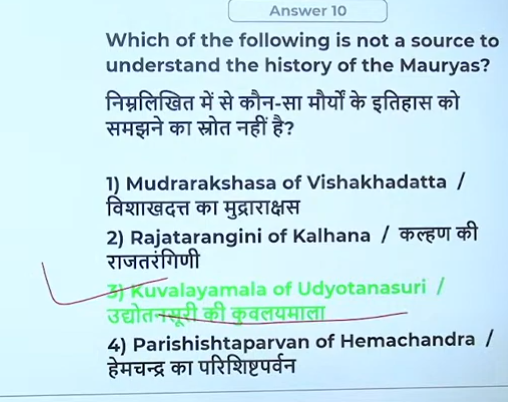 Answer 10
Which of the following is not a source to
understand the history of the Mauryas?
निम्नलिखित में से कौन-सा मौर्यों के इतिहास को
समझने का स्रोत नहीं है?
1) Mudrarakshasa of Vishakhadatta /
विशाखदत्त का मुद्राराक्षस
2) Rajatarangini of Kalhana / कल्हण की
राजतरंगिणी
3) Kuvalayamala of Udyotanasuri /
उद्योतनसूरी की कुवलयमाला
4) Parishishtaparvan of Hemachandra /
हेमचन्द्र का परिशिष्टपर्वन